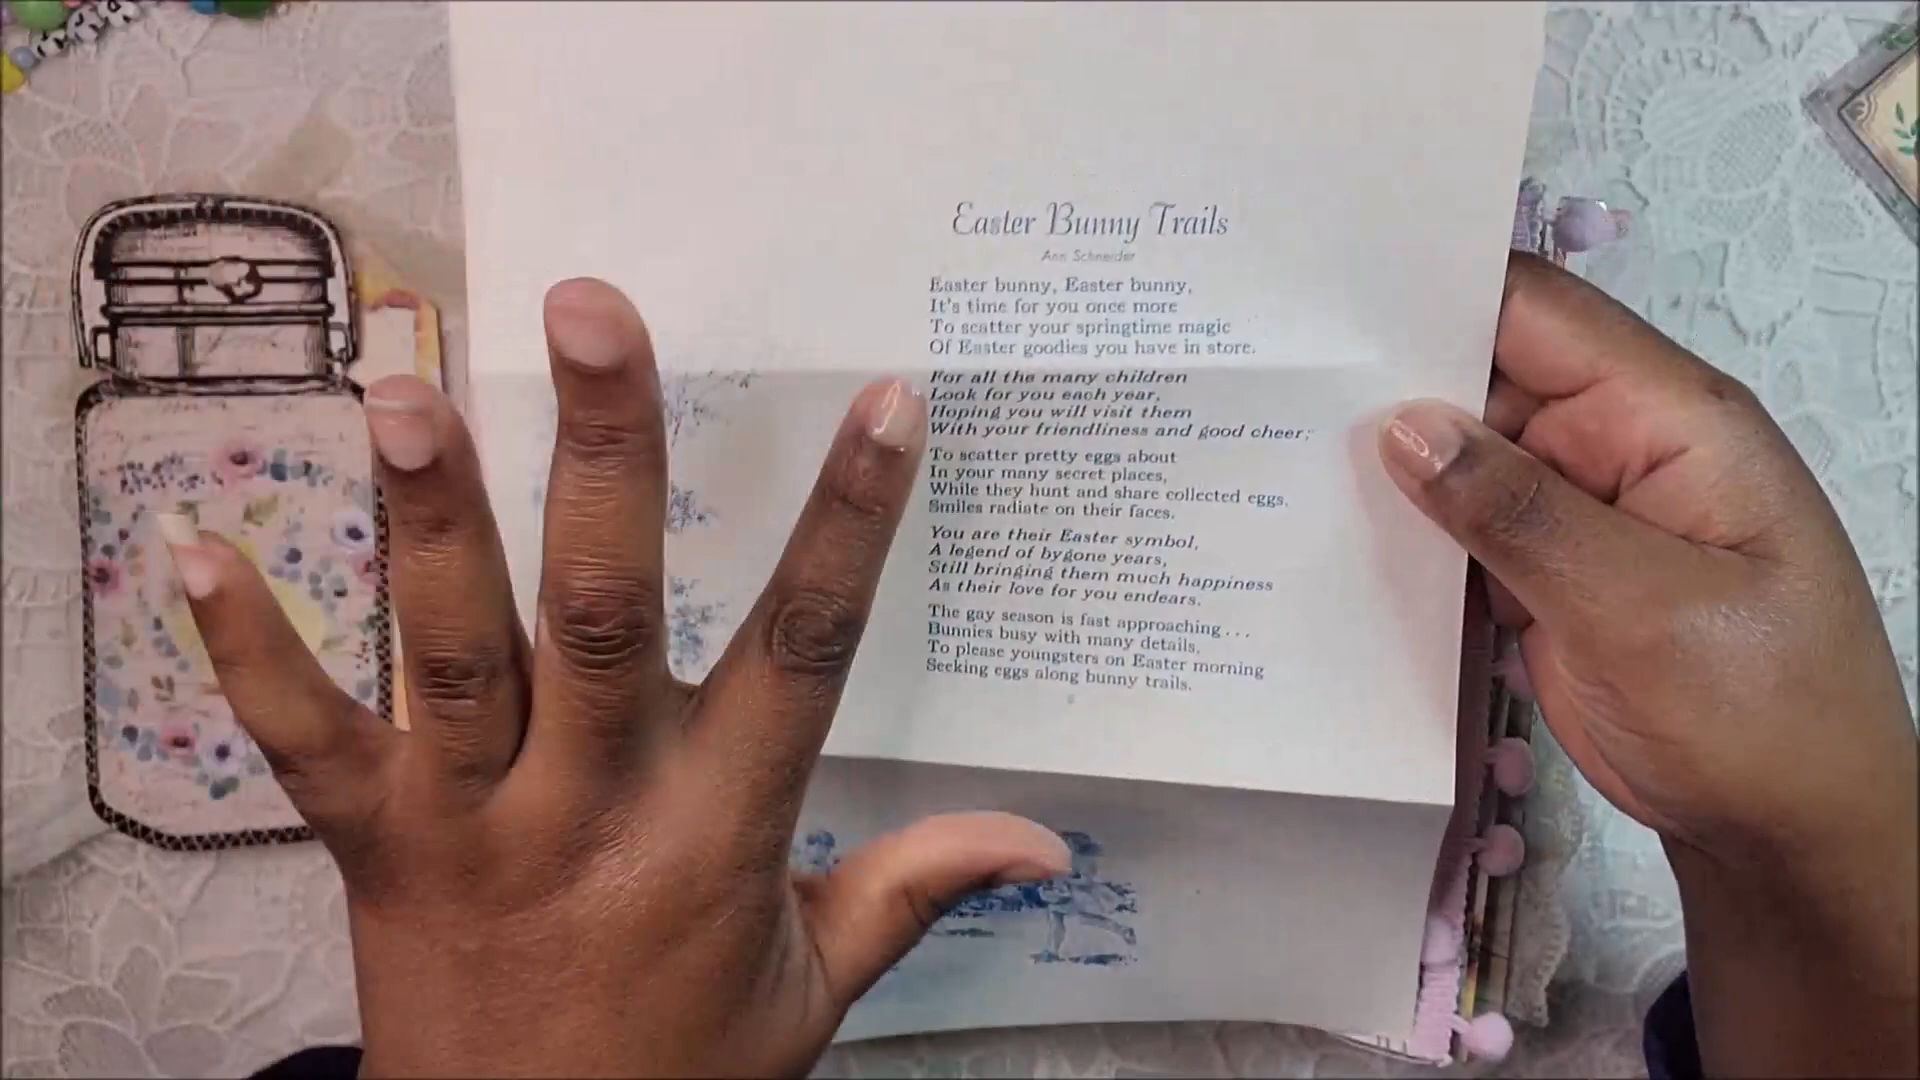 Easter Bunny Trails
Ann Schneider
Easter bunny, Easter bunny,
It's time for you once more
To scatter your springtime magic
Of Easter goodies you have in store.
For all the many children
Look for you each year,
Hoping you will visit them
With your friendliness and good cheer;
To scatter pretty eggs about
In your many secret places,
While they hunt and share collected eggs,
Smiles radiate on their faces.
You are their Easter symbol,
A legend of bygone years,
Still bringing them much happiness
As their love for you endears.
The gay season is fast approaching...
Bunnies busy with many details,
To please youngsters on Easter morning
Seeking eggs along bunny trails.